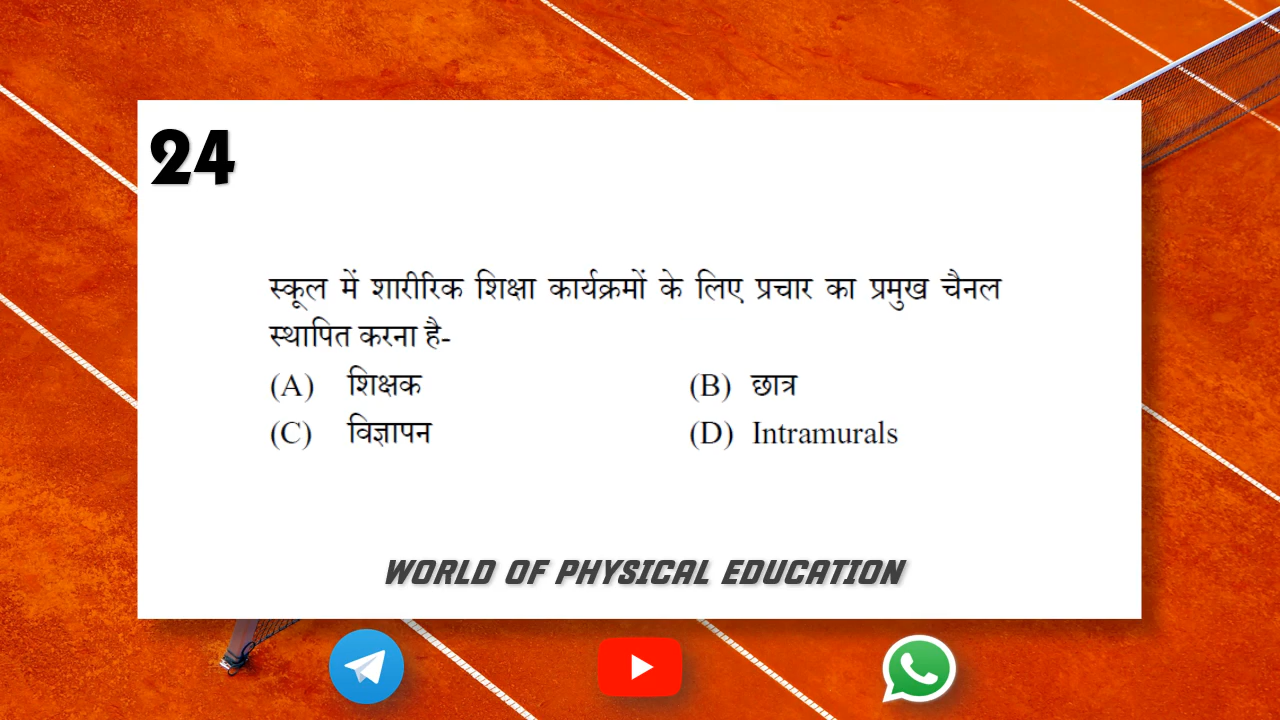 24
स्कूल में शारीरिक शिक्षा कार्यक्रमों के लिए प्रचार का प्रमुख चैनल
स्थापित करना है-
(A) शिक्षक (B) छात्र
(C) विज्ञापन (D) Intramurals
WORLD OF PHYSICAL EDUCATION